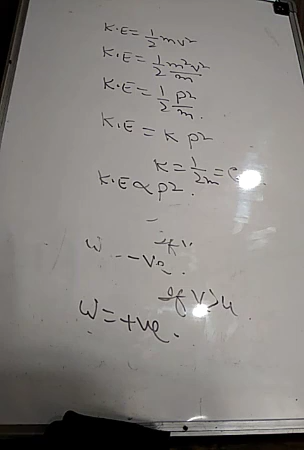 K.E = 1/2 mv²
K.E = 1/2 m²v²/m
K.E = 1/2 p²/m.
K.E = K p²
K = 1/2m =
K.E ∝ p².
W - -ve.
If V>u
W = +ve.